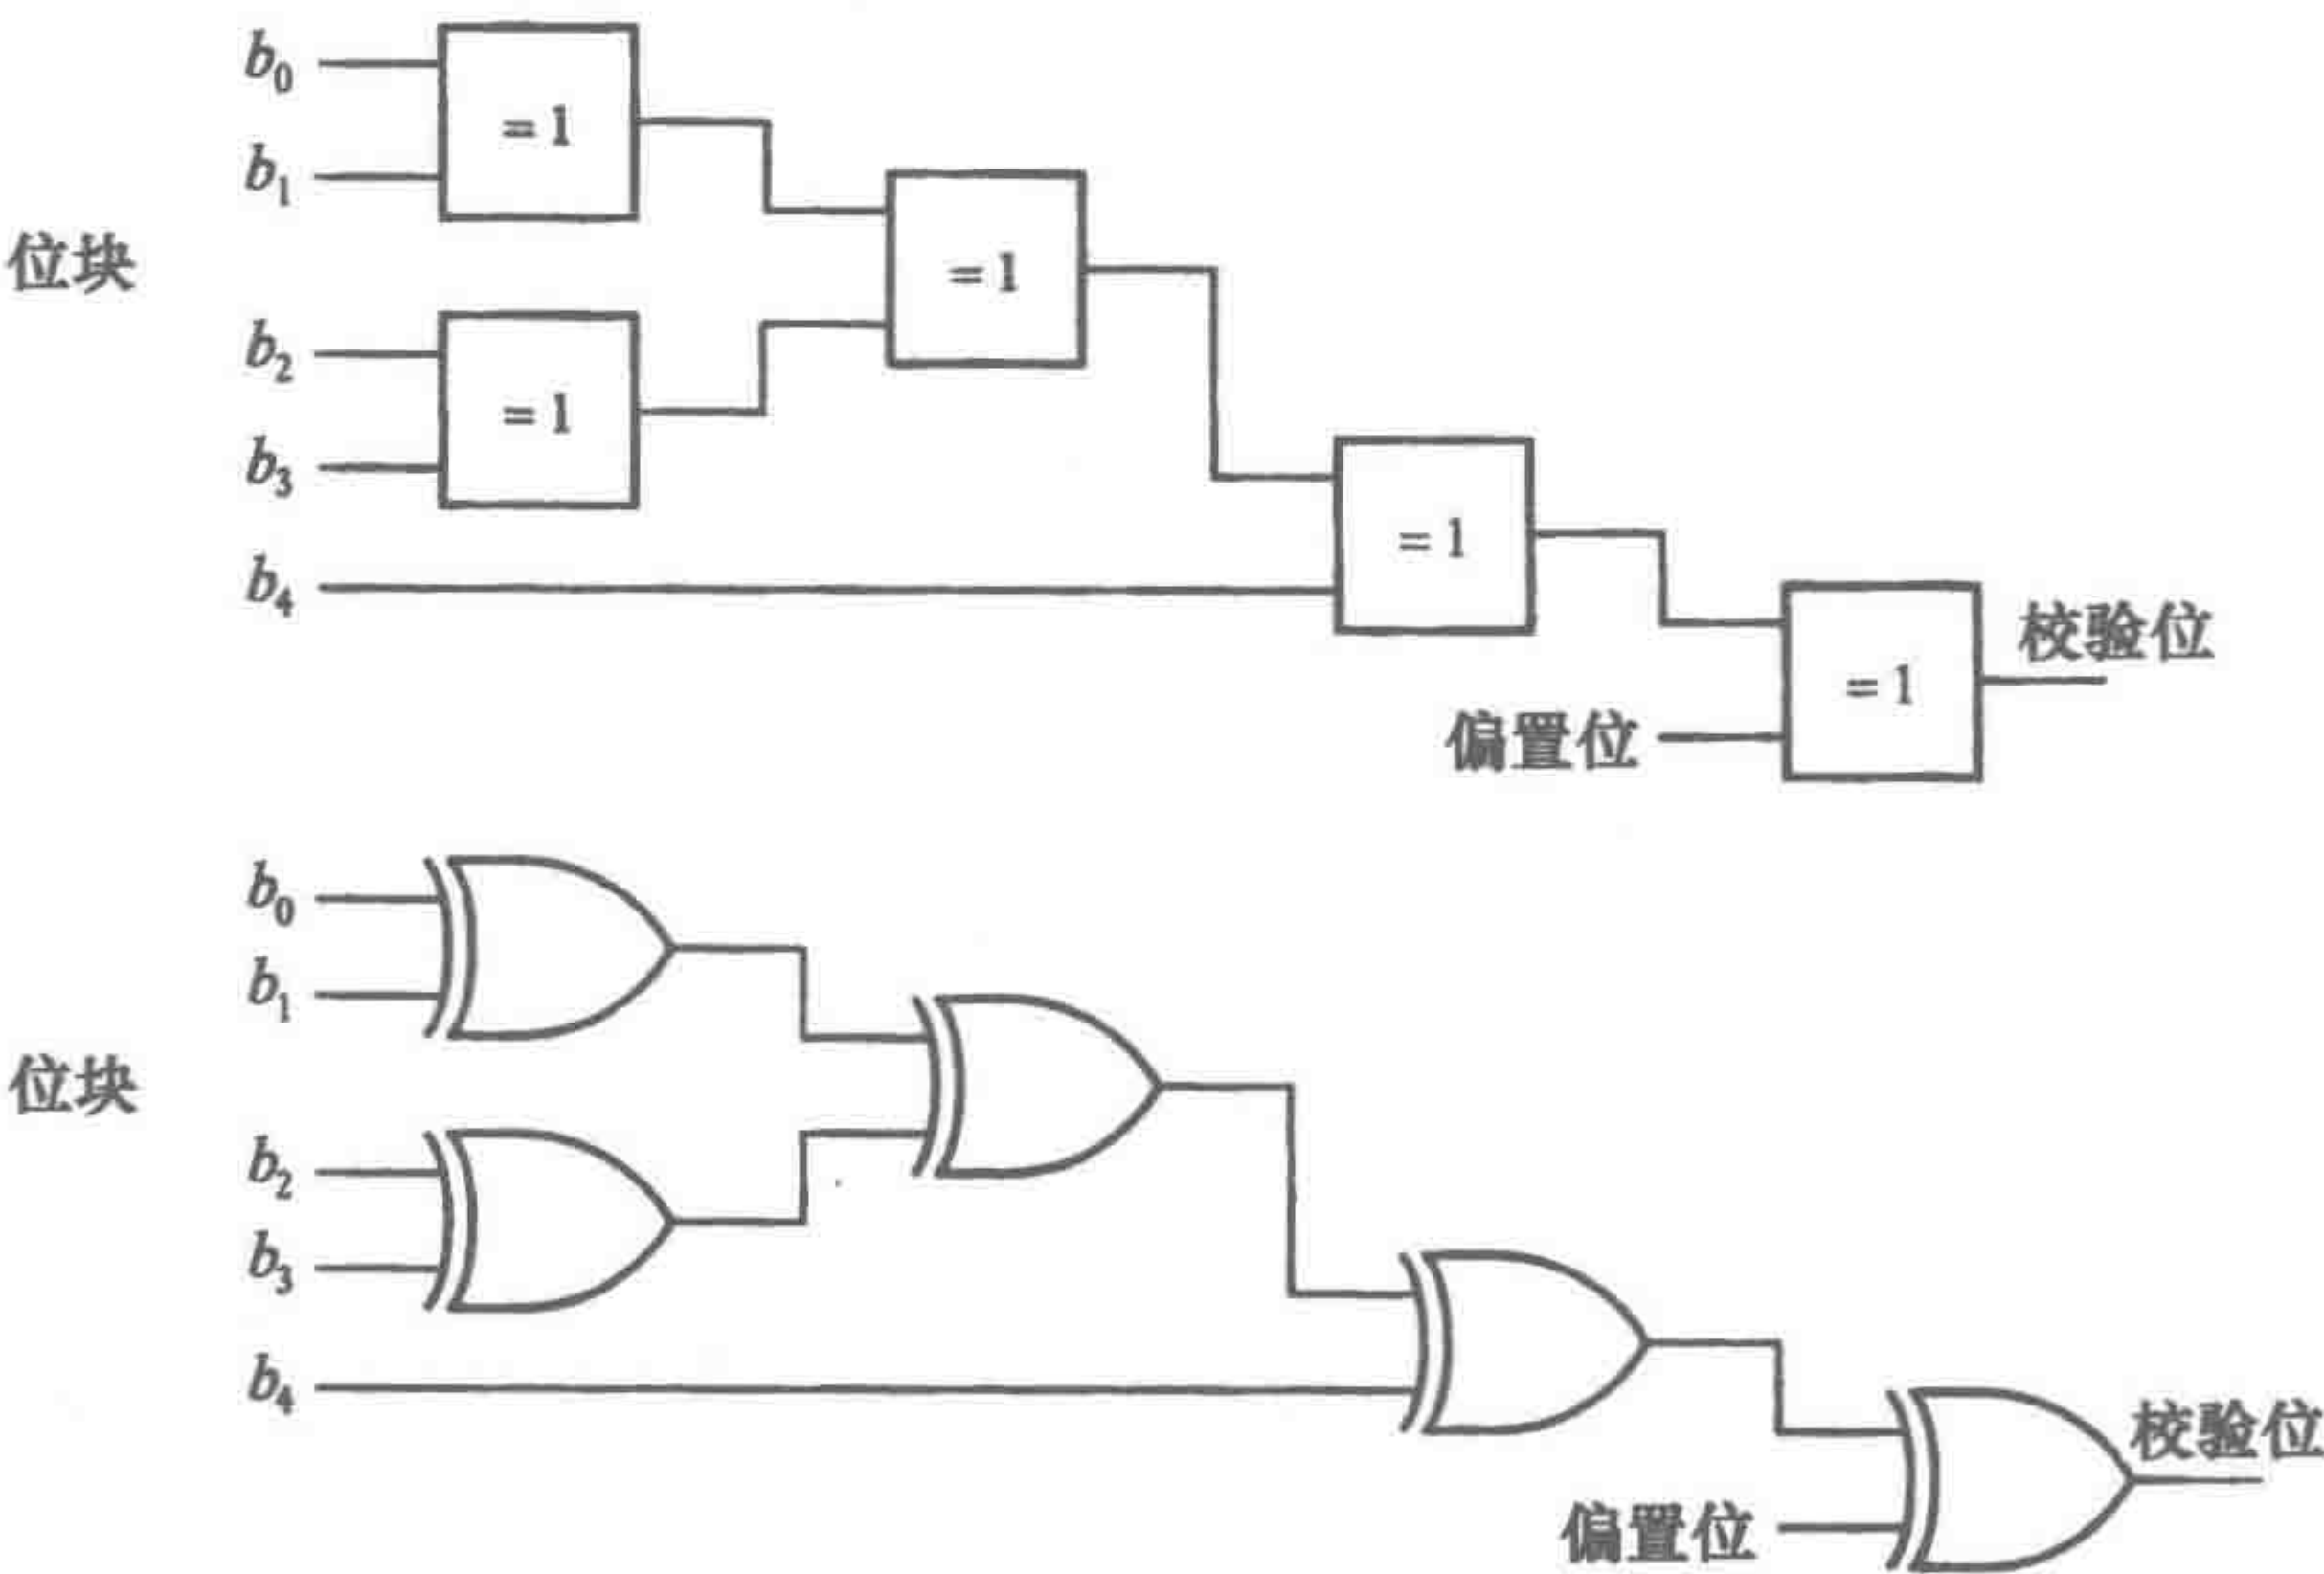 b₀
= 1
b₁
= 1
位块
b₂
= 1
b₃
= 1
b₄
校验位
= 1
偏置位
b₀
b₁
位块
b₂
b₃
b₄
校验位
偏置位